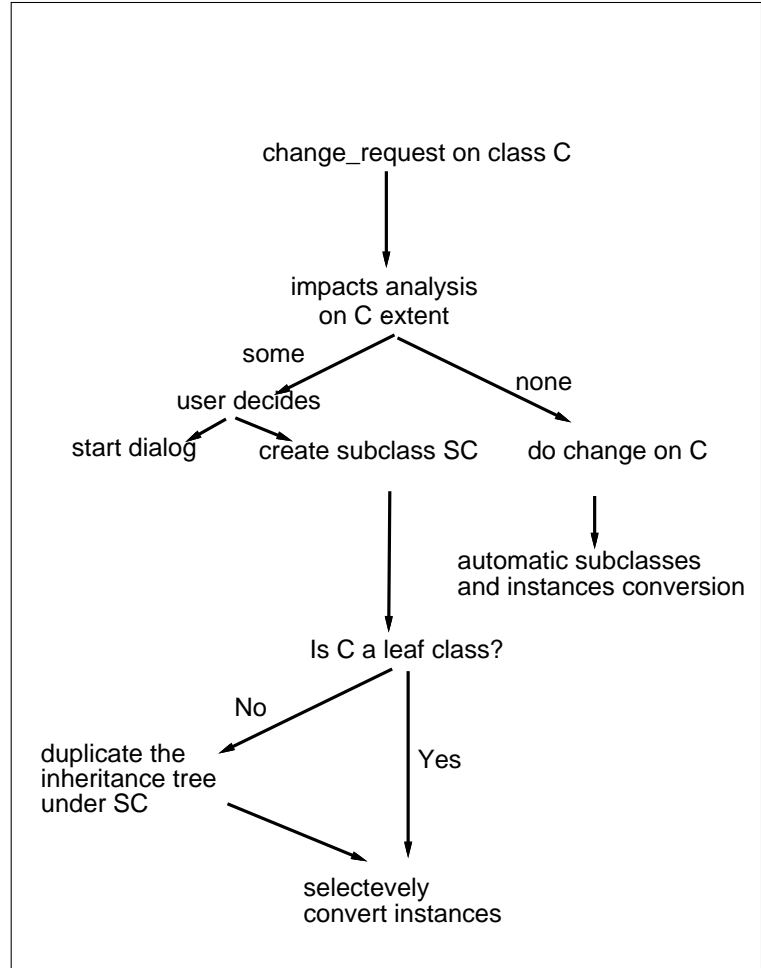 change_request on class C
impacts analysis
on C extent
some
none
user decides
start dialog
create subclass SC
do change on C
automatic subclasses
and instances conversion
Is C a leaf class?
No
Yes
duplicate the
inheritance tree
under SC
selectevely
convert instances